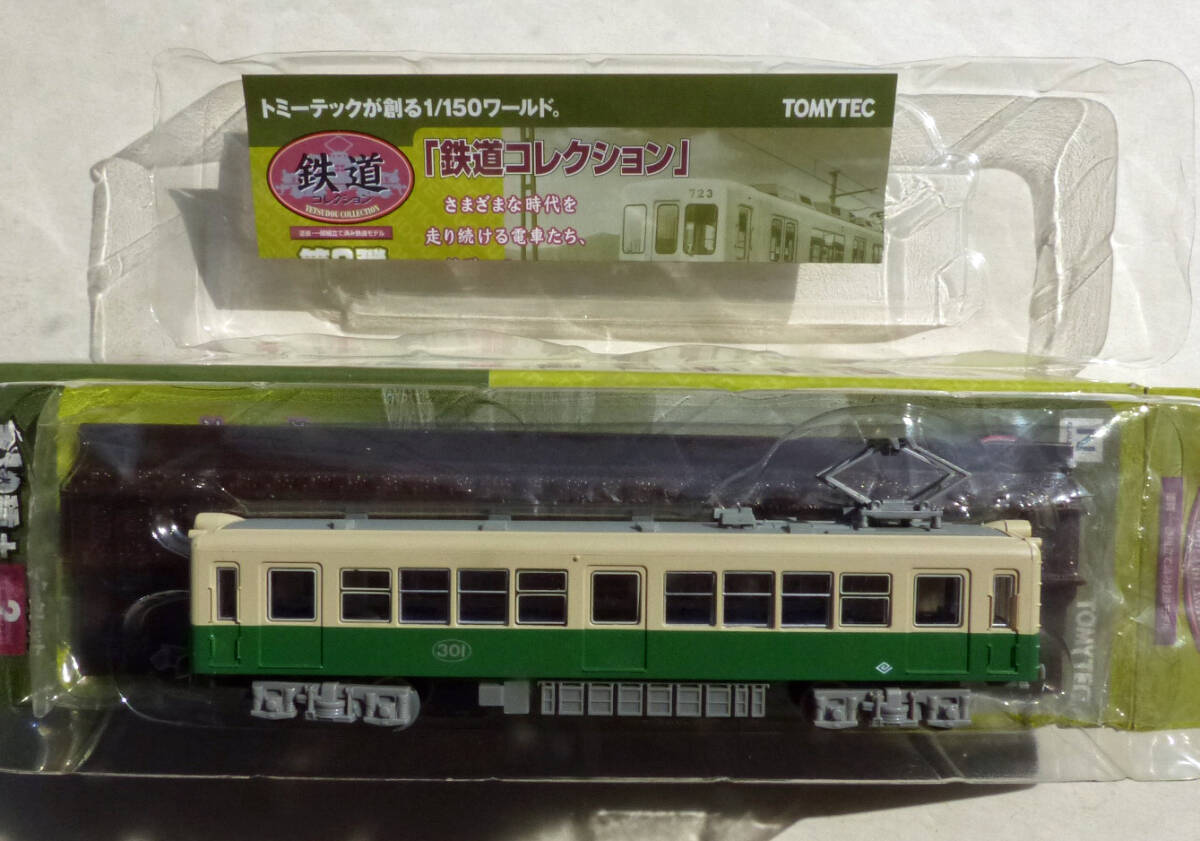 トミーテックが創る1/150ワールド。
TOMYTEC
鉄道
コレクション
TETSUDOU COLLECTION
「鉄道コレクション」
さまざまな時代を
走り続ける電車たち、
723
301
TOMYTEC
2